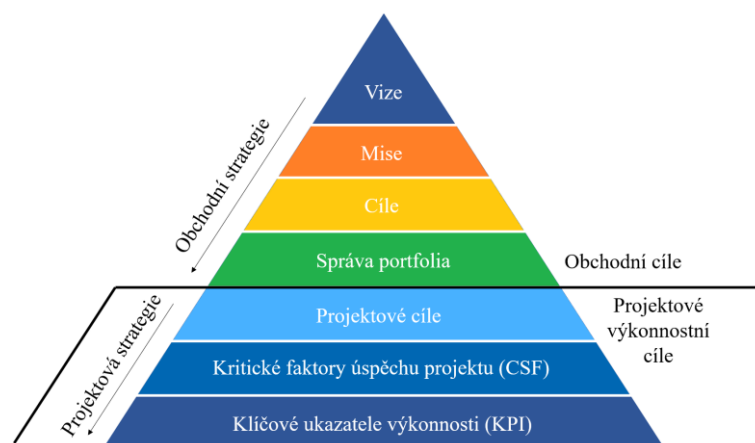 Vize
Mise
Obchodní strategie
Cíle
Správa portfolia
Obchodní cíle
Projektová strategie
Projektové cíle
Projektové
výkonnostní
cíle
Kritické faktory úspěchu projektu (CSF)
Klíčové ukazatele výkonnosti (KPI)